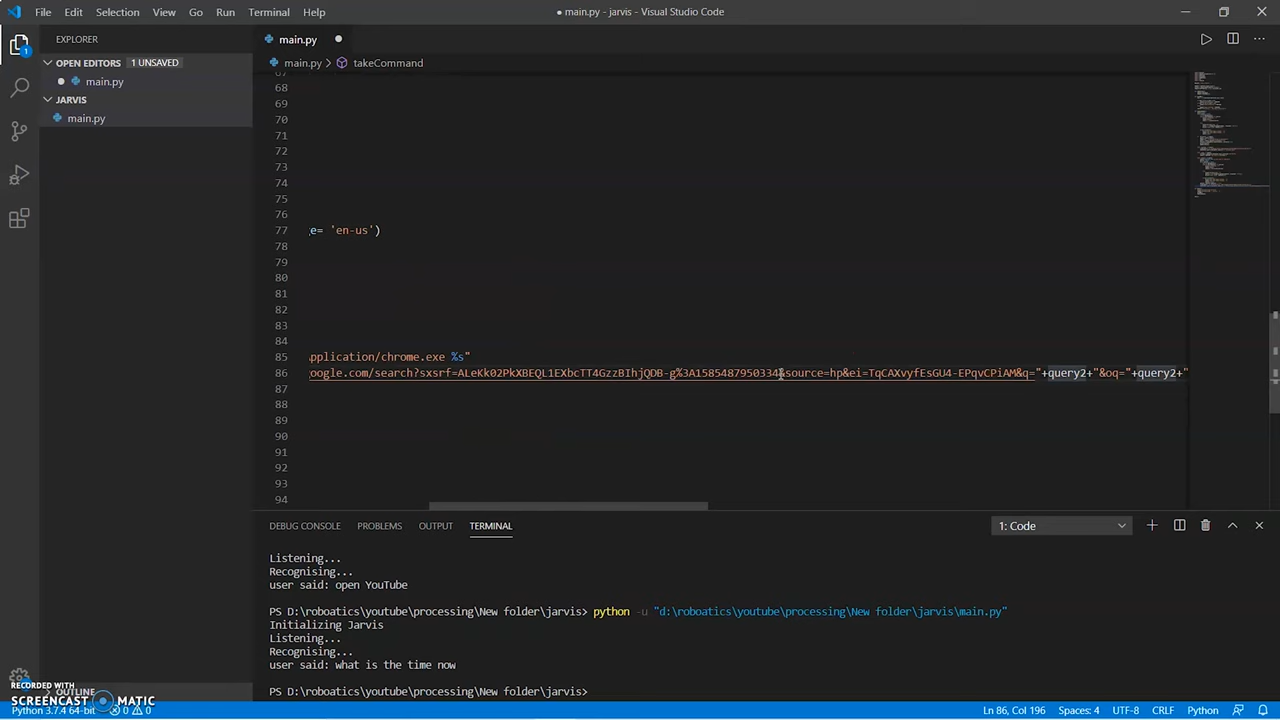 File Edit Selection View Go Run Terminal Help
● main.py - jarvis - Visual Studio Code
EXPLORER
OPEN EDITORS 1 UNSAVED
main.py
JARVIS
main.py
1
main.py
main.py > takeCommand
67
68
69
70
71
72
73
74
75
76
77 e= 'en-us')
78
79
80
81
82
83
84
85 Application/chrome.exe %s"
86 oogle.com/search?sxsrf=ALeKk02PkXBEQL1EXbcTT4GzzBIhjQDB-g%3A1585487950334&source=hp&ei=TqCAXvyfEsGU4-EPqvCPiAM&q="+query2+"&oq="+query2+"
87
88
89
90
91
92
93
94
DEBUG CONSOLE PROBLEMS OUTPUT TERMINAL
1: Code
Listening...
Recognising...
user said: open YouTube
PS D:\roboatics\youtube\processing\New folder\jarvis> python -u "d:\roboatics\youtube\processing\New folder\jarvis\main.py"
Initializing Jarvis
Listening...
Recognising...
user said: what is the time now
PS D:\roboatics\youtube\processing\New folder\jarvis>
RECORDED WITH
OUTLINE
SCREENCAST MATIC
Python 3.7.4 64-bit 0 0
Ln 86, Col 196 Spaces: 4 UTF-8 CRLF Python